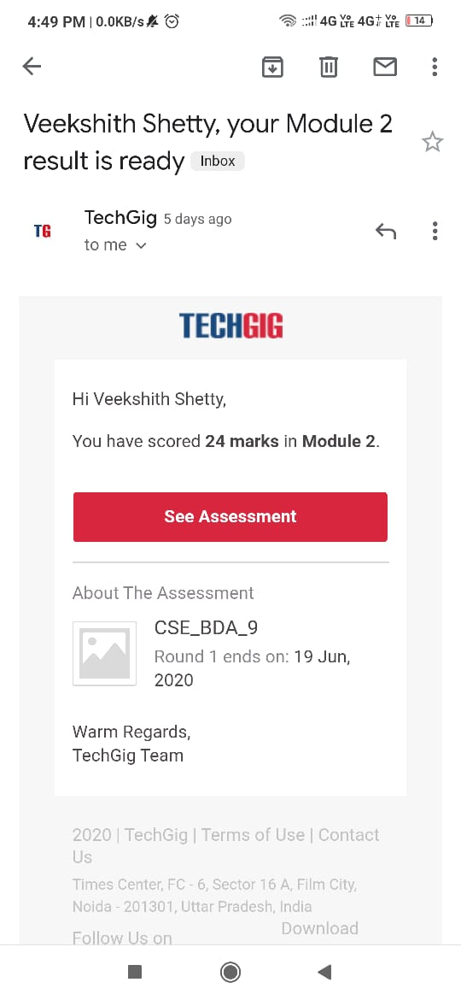 4:49 PM | 0.0KB/s 4G Vo LTE 4G+ Vo LTE 14
Veekshith Shetty, your Module 2
result is ready Inbox
TG TechGig 5 days ago
to me
TECHGIG
Hi Veekshith Shetty,
You have scored 24 marks in Module 2.
See Assessment
About The Assessment
CSE_BDA_9
Round 1 ends on: 19 Jun,
2020
Warm Regards,
TechGig Team
2020 | TechGig | Terms of Use | Contact
Us
Times Center, FC - 6, Sector 16 A, Film City,
Noida - 201301, Uttar Pradesh, India
Download
Follow Us on